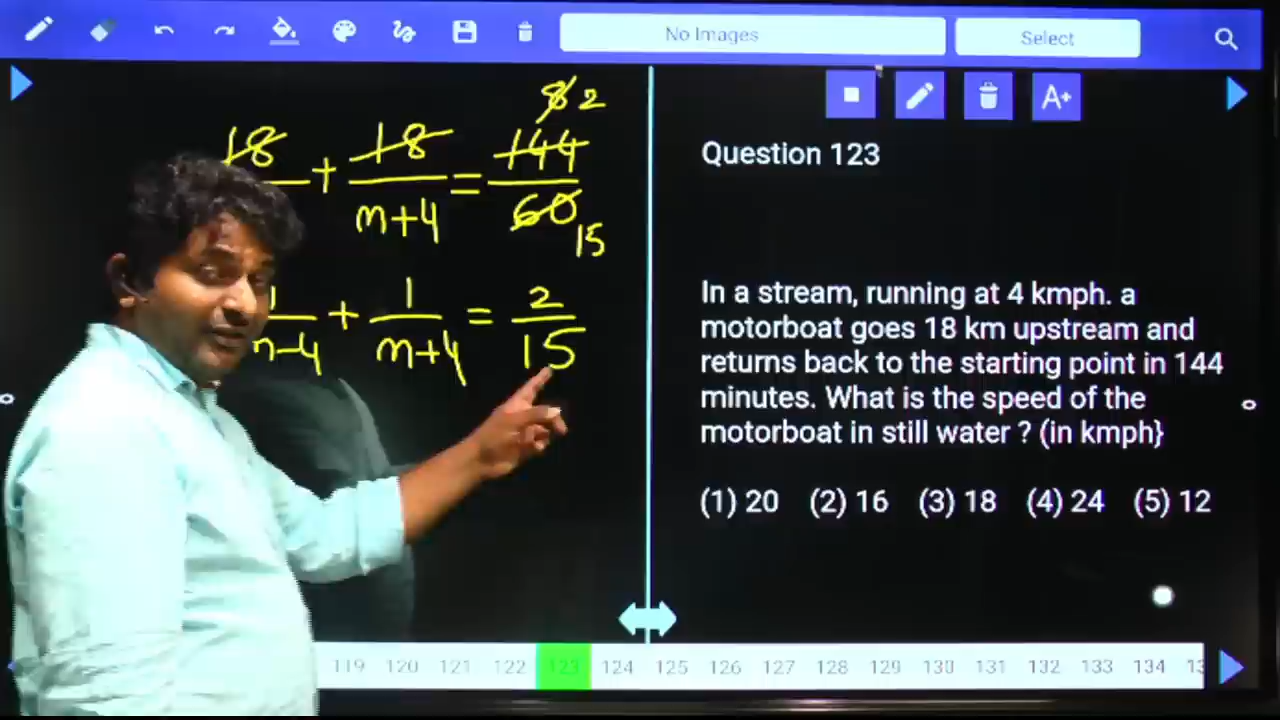 No Images Select
A+
8 2
18 + 18 = 144
m+4 60
15
1 + 1 = 2
m-4 m+4 15
Question 123
In a stream, running at 4 kmph. a
motorboat goes 18 km upstream and
returns back to the starting point in 144
minutes. What is the speed of the
motorboat in still water ? (in kmph}
(1) 20 (2) 16 (3) 18 (4) 24 (5) 12
119 120 121 122 123 124 125 126 127 128 129 130 131 132 133 134